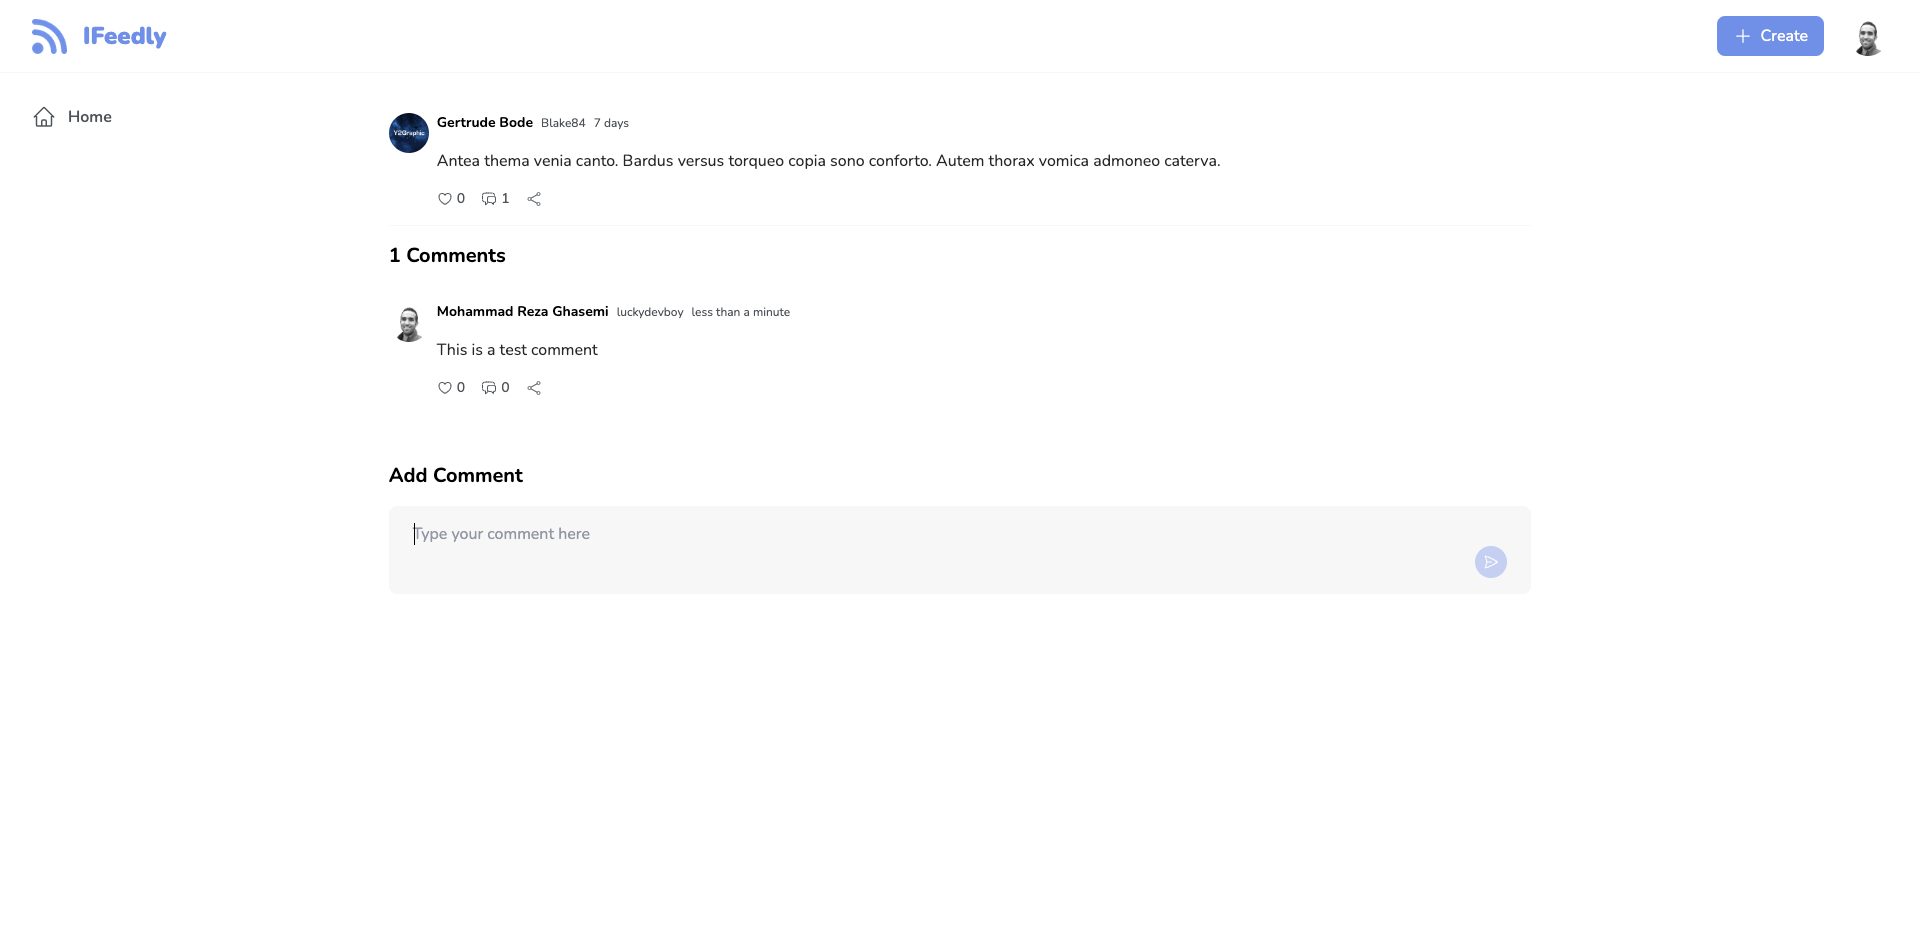 IFeedly
Create
Home
Gertrude Bode Blake84 7 days
Y2Graphic
Antea thema venia canto. Bardus versus torqueo copia sono conforto. Autem thorax vomica admoneo caterva.
0 1
1 Comments
Mohammad Reza Ghasemi luckydevboy less than a minute
This is a test comment
0 0
Add Comment
Type your comment here